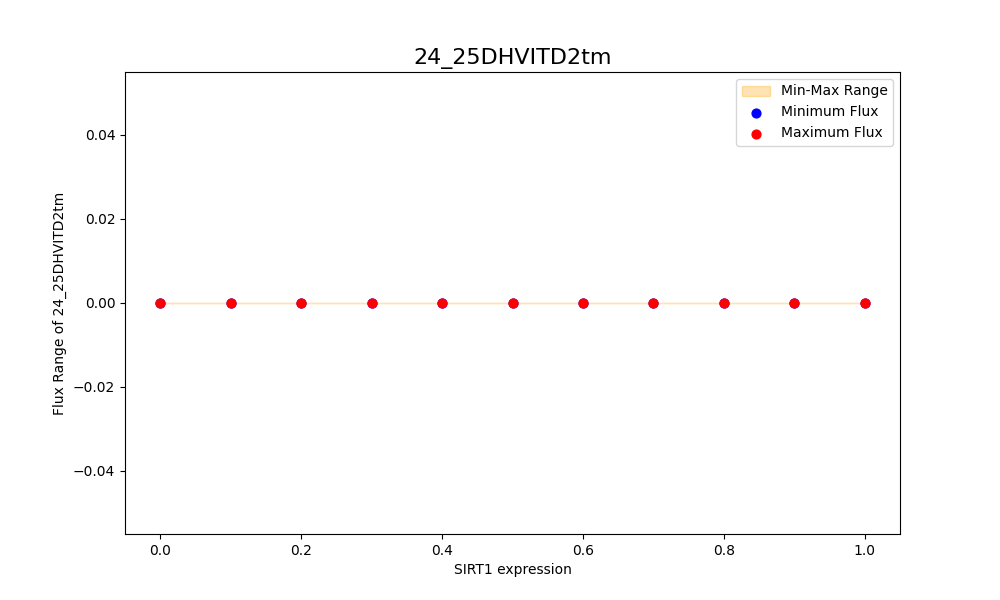 24_25DHVITD2tm
Min-Max Range
Minimum Flux
Maximum Flux
Flux Range of 24_25DHVITD2tm
0.04
0.02
0.00
−0.02
−0.04
0.0 0.2 0.4 0.6 0.8 1.0
SIRT1 expression